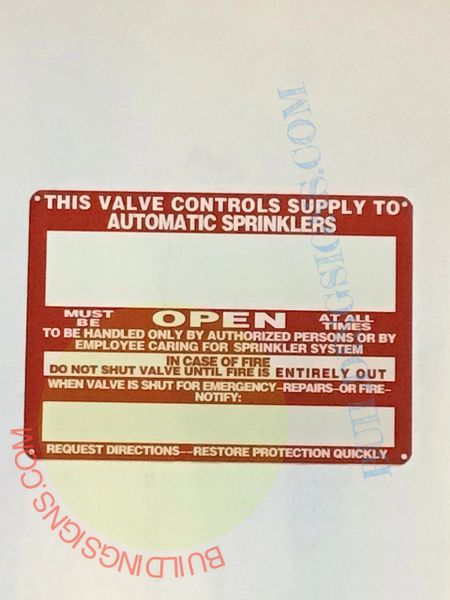 THIS VALVE CONTROLS SUPPLY TO
AUTOMATIC SPRINKLERS
MUST BE OPEN AT ALL TIMES
TO BE HANDLED ONLY BY AUTHORIZED PERSONS OR BY
EMPLOYEE CARING FOR SPRINKLER SYSTEM
IN CASE OF FIRE
DO NOT SHUT VALVE UNTIL FIRE IS ENTIRELY OUT
WHEN VALVE IS SHUT FOR EMERGENCY–REPAIRS–OR FIRE–
NOTIFY:
REQUEST DIRECTIONS––RESTORE PROTECTION QUICKLY
BUILDINGSIGNS.COM
BUILDINGSIGNS.COM